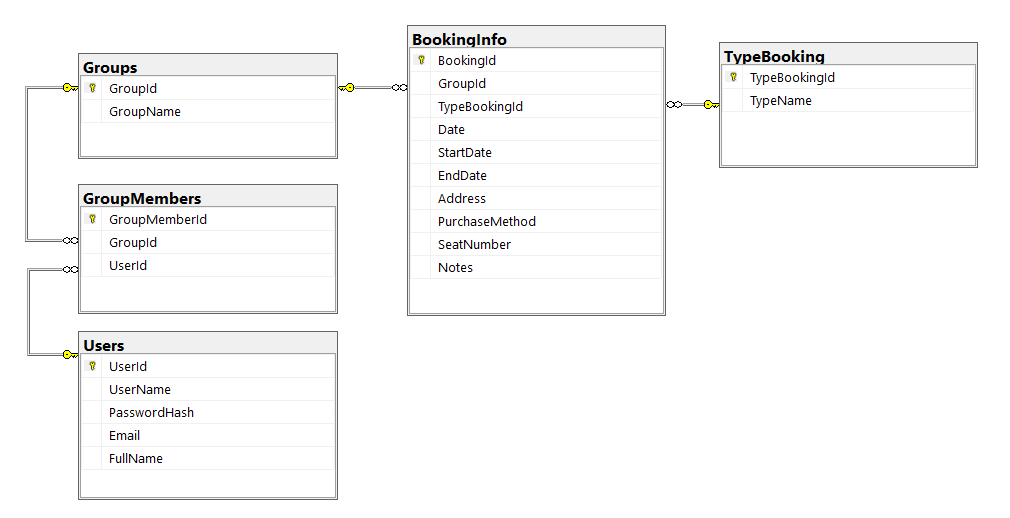 Groups
GroupId
GroupName
GroupMembers
GroupMemberId
GroupId
UserId
Users
UserId
UserName
PasswordHash
Email
FullName
BookingInfo
BookingId
GroupId
TypeBookingId
Date
StartDate
EndDate
Address
PurchaseMethod
SeatNumber
Notes
TypeBooking
TypeBookingId
TypeName